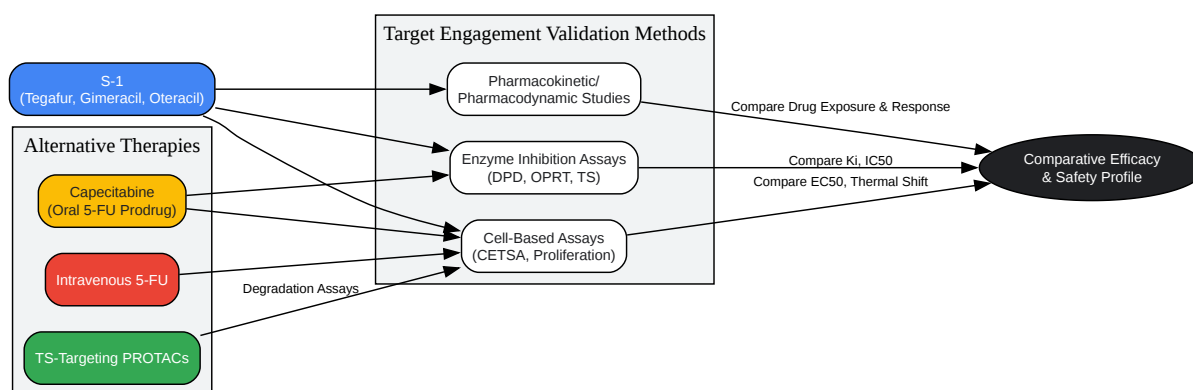 S-1
(Tegafur, Gimeracil, Oteracil)
Alternative Therapies
Capecitabine
(Oral 5-FU Prodrug)
Intravenous 5-FU
TS-Targeting PROTACs
Degradation Assays
Target Engagement Validation Methods
Pharmacokinetic/
Pharmacodynamic Studies
Enzyme Inhibition Assays
(DPD, OPRT, TS)
Cell-Based Assays
(CETSA, Proliferation)
Compare Drug Exposure & Response
Compare Ki, IC50
Compare EC50, Thermal Shift
Comparative Efficacy
& Safety Profile